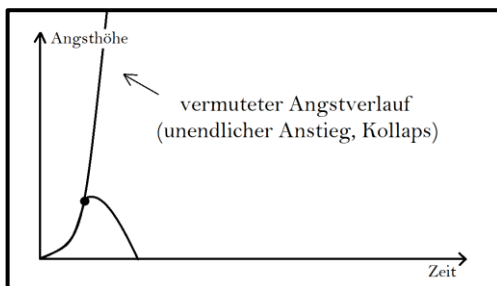 Angsthöhe
vermuteter Angstverlauf
(unendlicher Anstieg, Kollaps)
Zeit